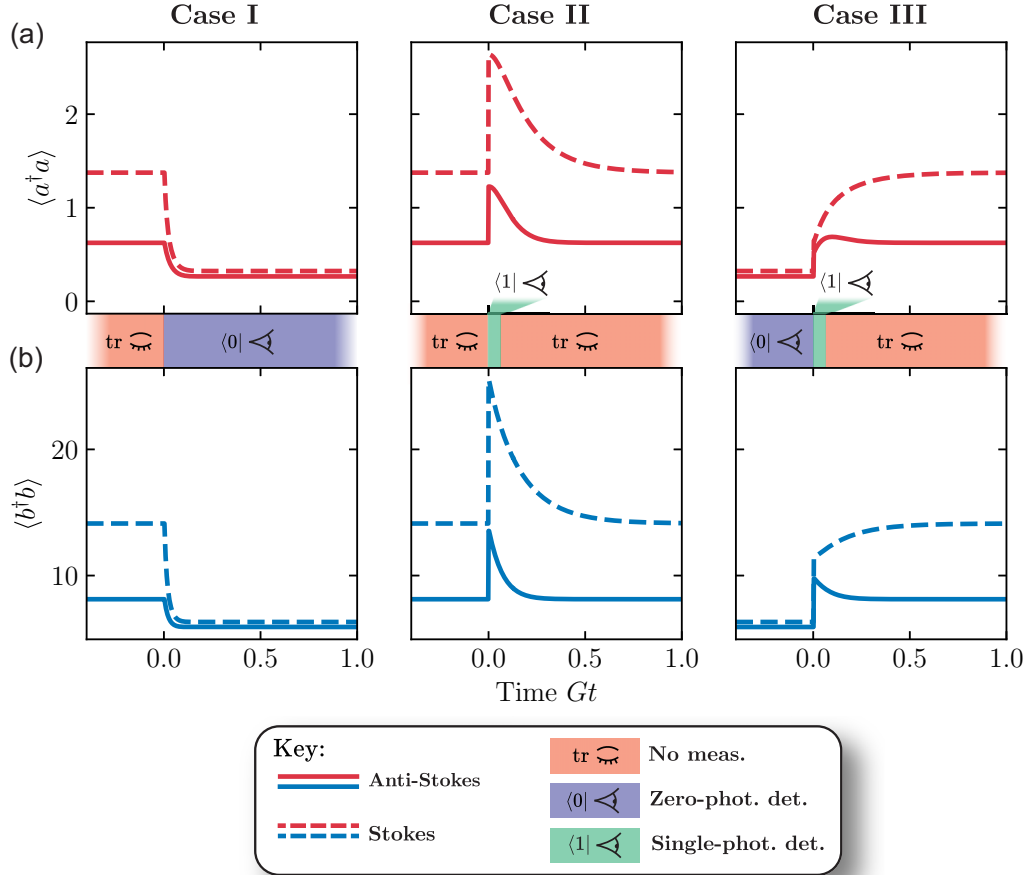 Case I Case II Case III
(a)
2
1
0
⟨a†a⟩
⟨1| ⟨1|
tr ⟨0| tr tr ⟨0| tr
(b)
20
10
⟨b†b⟩
0.0 0.5 1.0 0.0 0.5 1.0 0.0 0.5 1.0
Time Gt
Key:
Anti-Stokes
Stokes
tr No meas.
⟨0| Zero-phot. det.
⟨1| Single-phot. det.